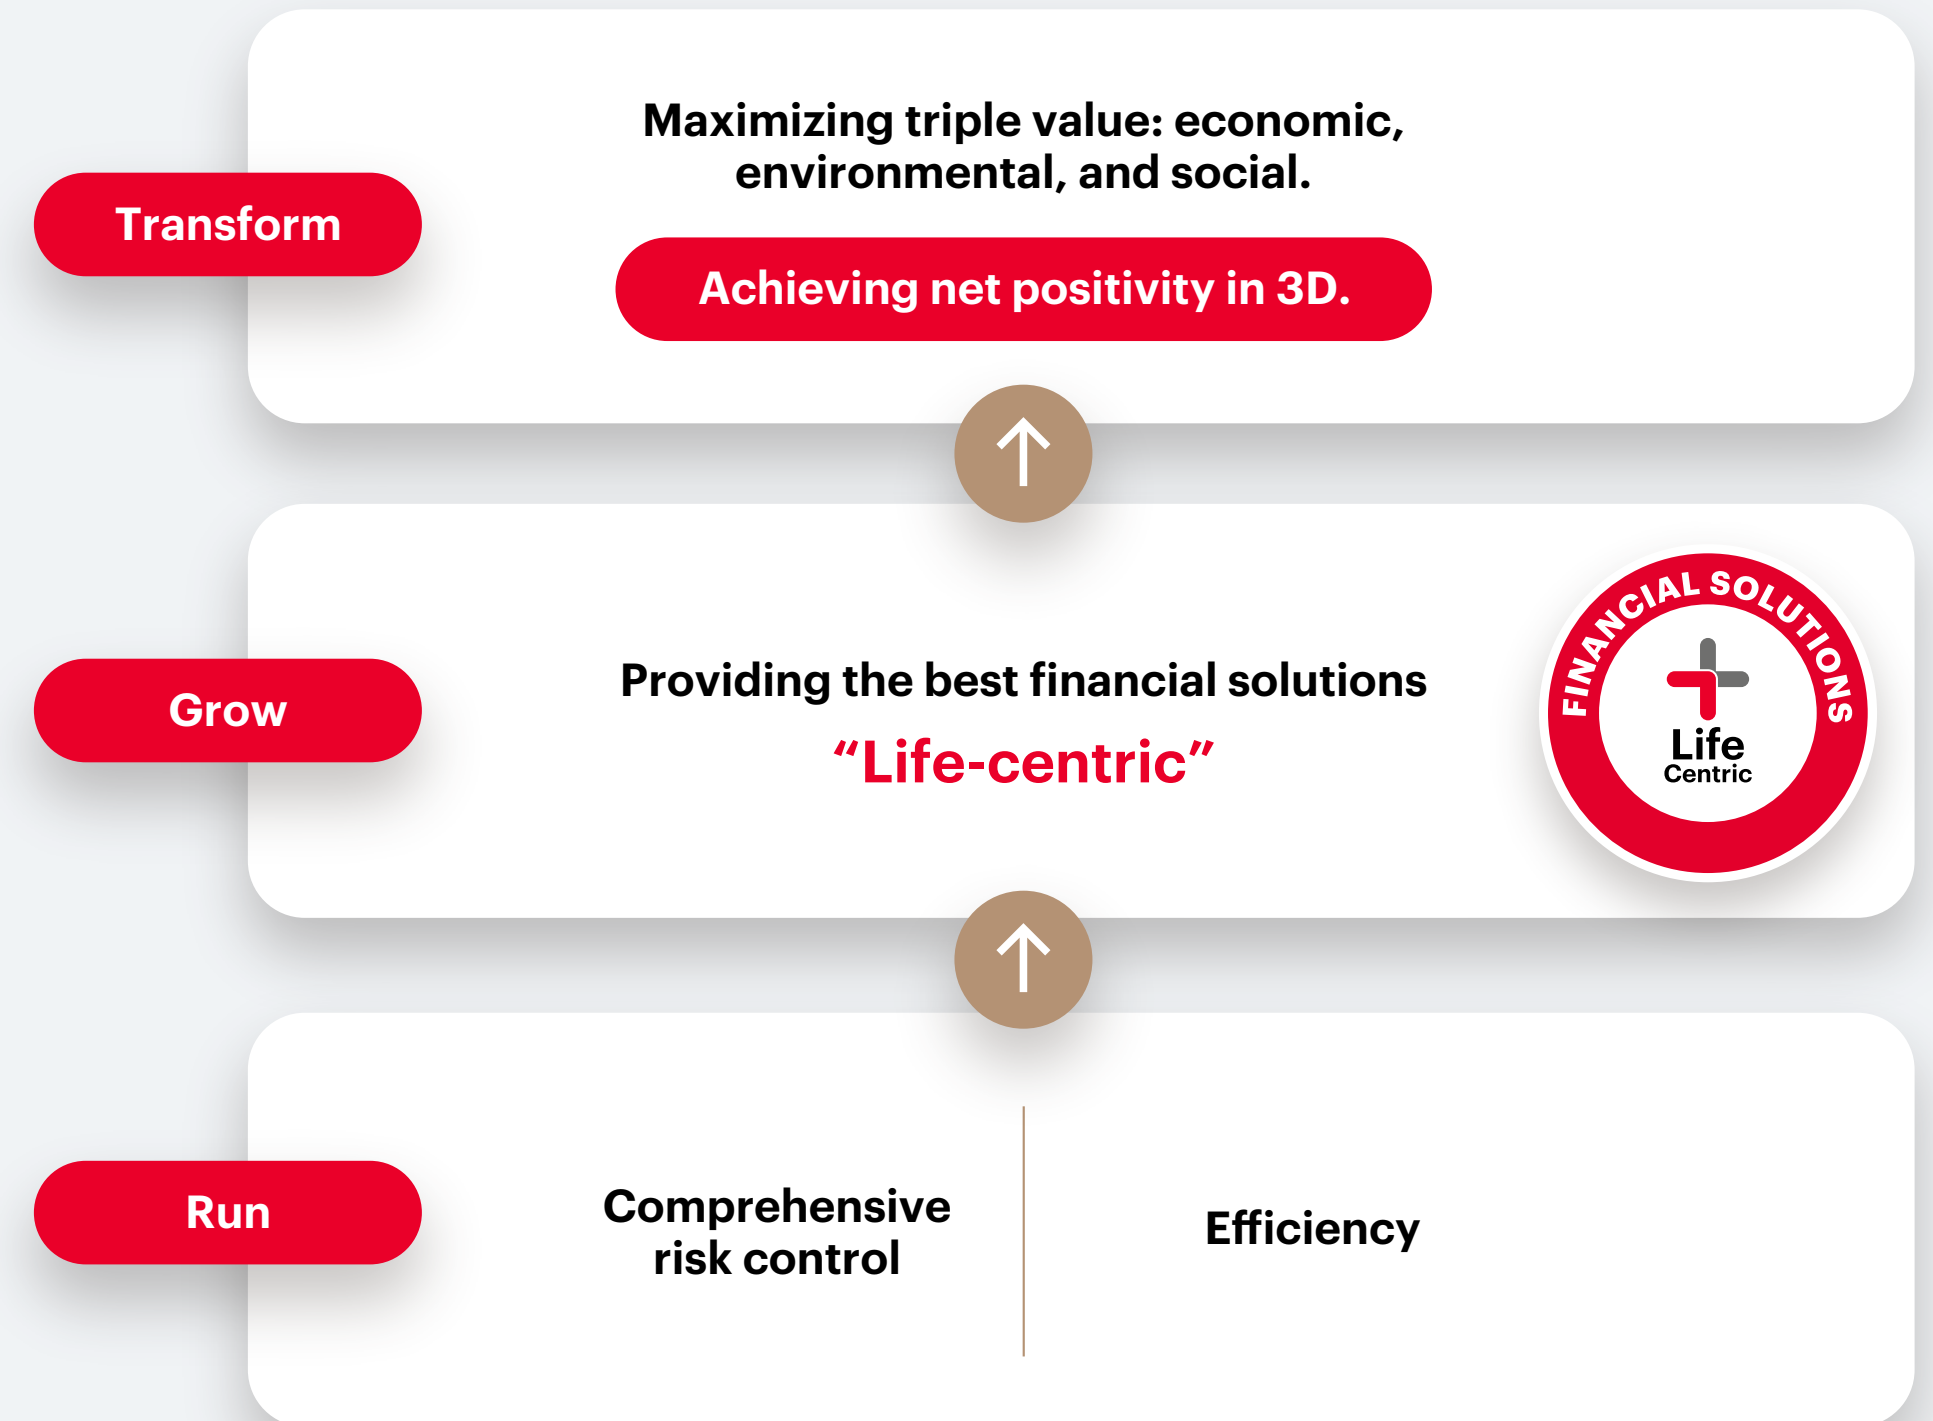 Transform
Maximizing triple value: economic,
environmental, and social.
Achieving net positivity in 3D.
Grow
Providing the best financial solutions
“Life-centric”
FINANCIAL SOLUTIONS
Life
Centric
Run
Comprehensive
risk control
Efficiency